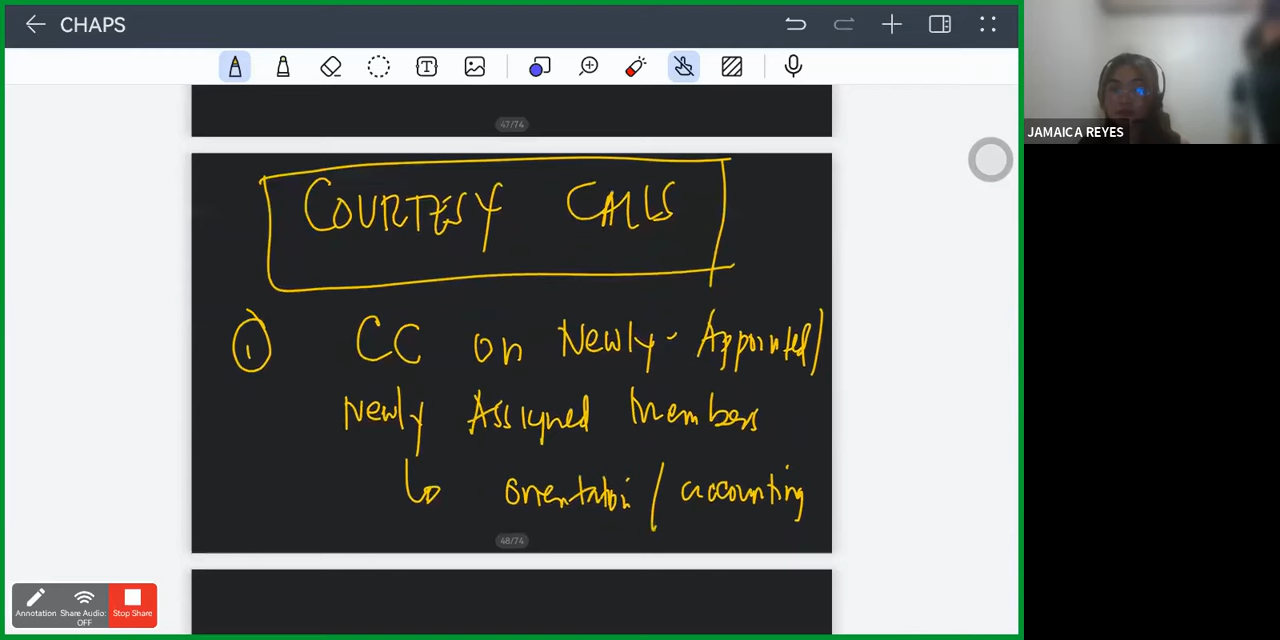 CHAPS
JAMAICA REYES
47/74
COURTESY CALLS
1 CC on Newly-Appointed/
Newly Assigned Members
↳ orientation / accounting
48/74
Annotation Share Audio: OFF Stop Share